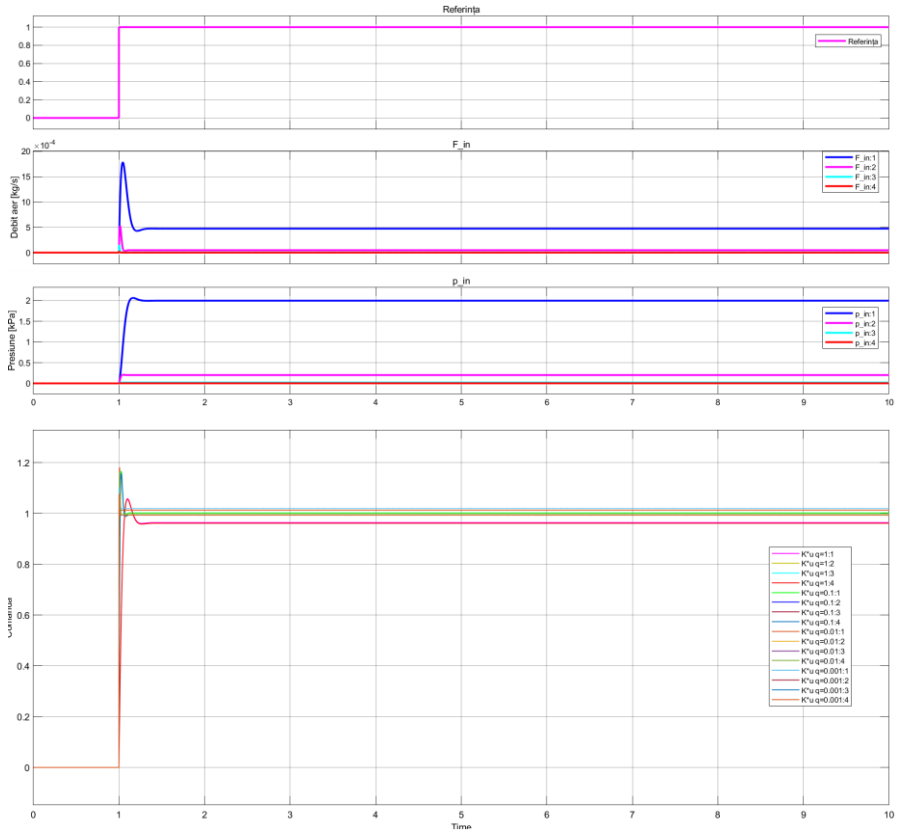 Referința
1
0.8
0.6
0.4
0.2
0
Referința
F_in
×10⁻⁴
20
15
10
5
0
Debit aer [kg/s]
F_in:1
F_in:2
F_in:3
F_in:4
p_in
2
1.5
1
0.5
0
Presiune [kPa]
p_in:1
p_in:2
p_in:3
p_in:4
0 1 2 3 4 5 6 7 8 9 10
1.2
1
0.8
0.6
0.4
0.2
0
K*u q=1:1
K*u q=1:2
K*u q=1:3
K*u q=1:4
K*u q=0.1:1
K*u q=0.1:2
K*u q=0.1:3
K*u q=0.1:4
K*u q=0.01:1
K*u q=0.01:2
K*u q=0.01:3
K*u q=0.01:4
K*u q=0.001:1
K*u q=0.001:2
K*u q=0.001:3
K*u q=0.001:4
0 1 2 3 4 5 6 7 8 9 10
Time